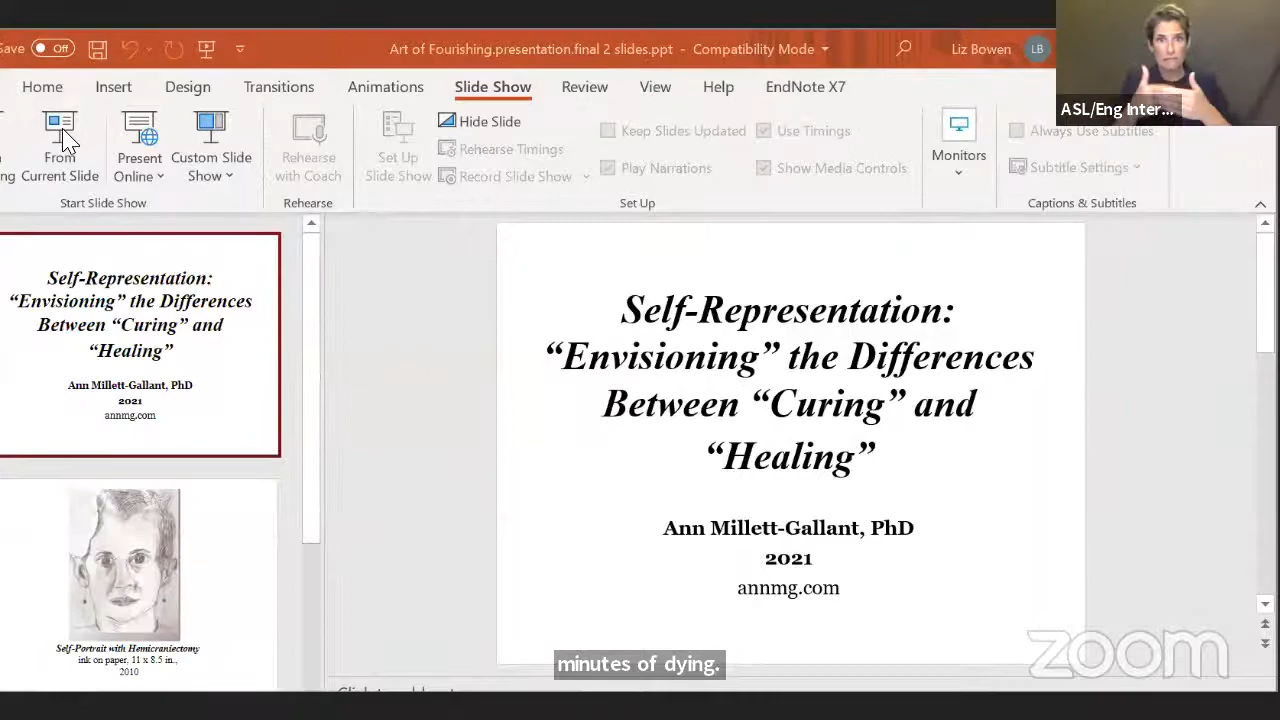 Save Off
Art of Fourishing.presentation.final 2 slides.ppt - Compatibility Mode
Liz Bowen LB
Home Insert Design Transitions Animations Slide Show Review View Help EndNote X7
ASL/Eng Inter...
From
Current Slide
Present
Online
Custom Slide
Show
Rehearse
with Coach
Set Up
Slide Show
Hide Slide
Rehearse Timings
Record Slide Show
Keep Slides Updated
Play Narrations
Use Timings
Show Media Controls
Monitors
Always Use Subtitles
Subtitle Settings
Start Slide Show
Rehearse
Set Up
Captions & Subtitles
Self-Representation:
“Envisioning” the Differences
Between “Curing” and
“Healing”
Ann Millett-Gallant, PhD
2021
annmg.com
Self-Portrait with Hemicraniectomy
ink on paper, 11 x 8.5 in.,
2010
Self-Representation:
“Envisioning” the Differences
Between “Curing” and
“Healing”
Ann Millett-Gallant, PhD
2021
annmg.com
zoom
minutes of dying.